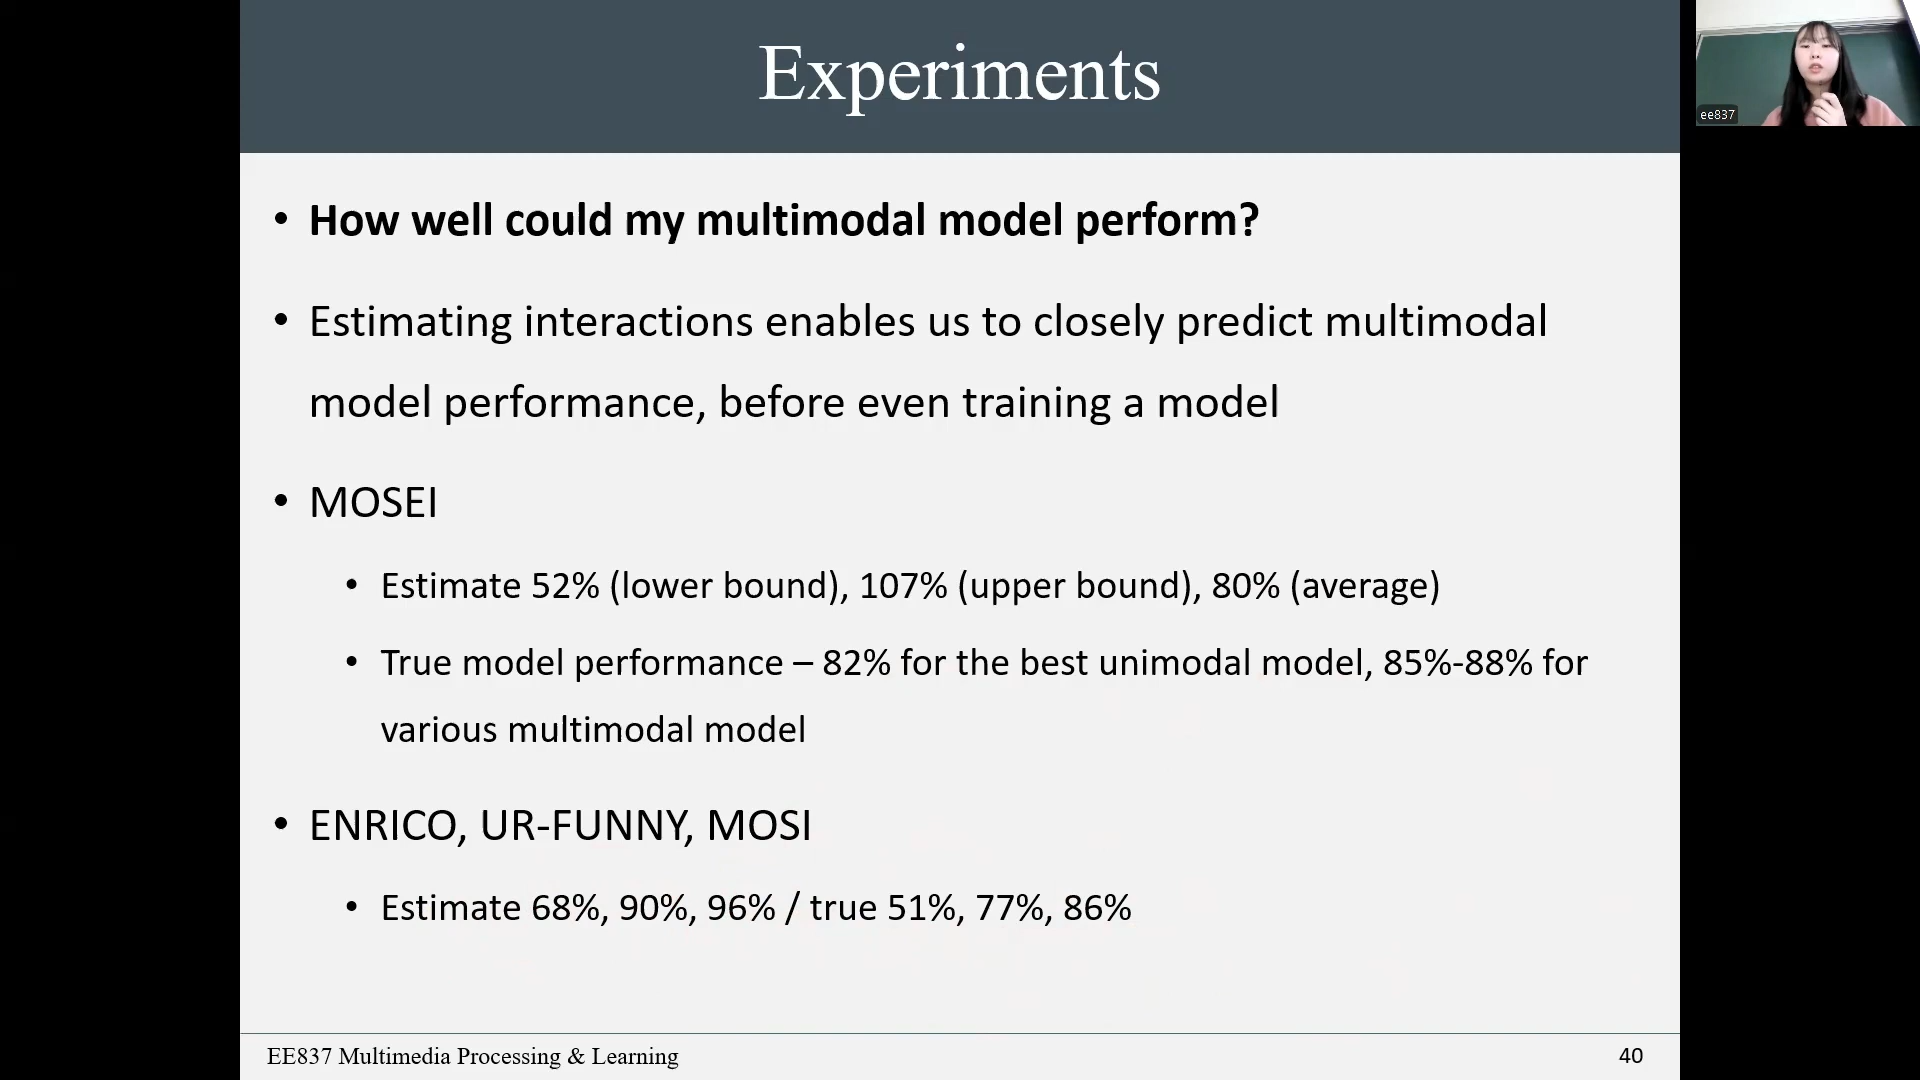 Experiments
ee837
• How well could my multimodal model perform?
• Estimating interactions enables us to closely predict multimodal
model performance, before even training a model
• MOSEI
• Estimate 52% (lower bound), 107% (upper bound), 80% (average)
• True model performance – 82% for the best unimodal model, 85%-88% for
various multimodal model
• ENRICO, UR-FUNNY, MOSI
• Estimate 68%, 90%, 96% / true 51%, 77%, 86%
EE837 Multimedia Processing & Learning
40